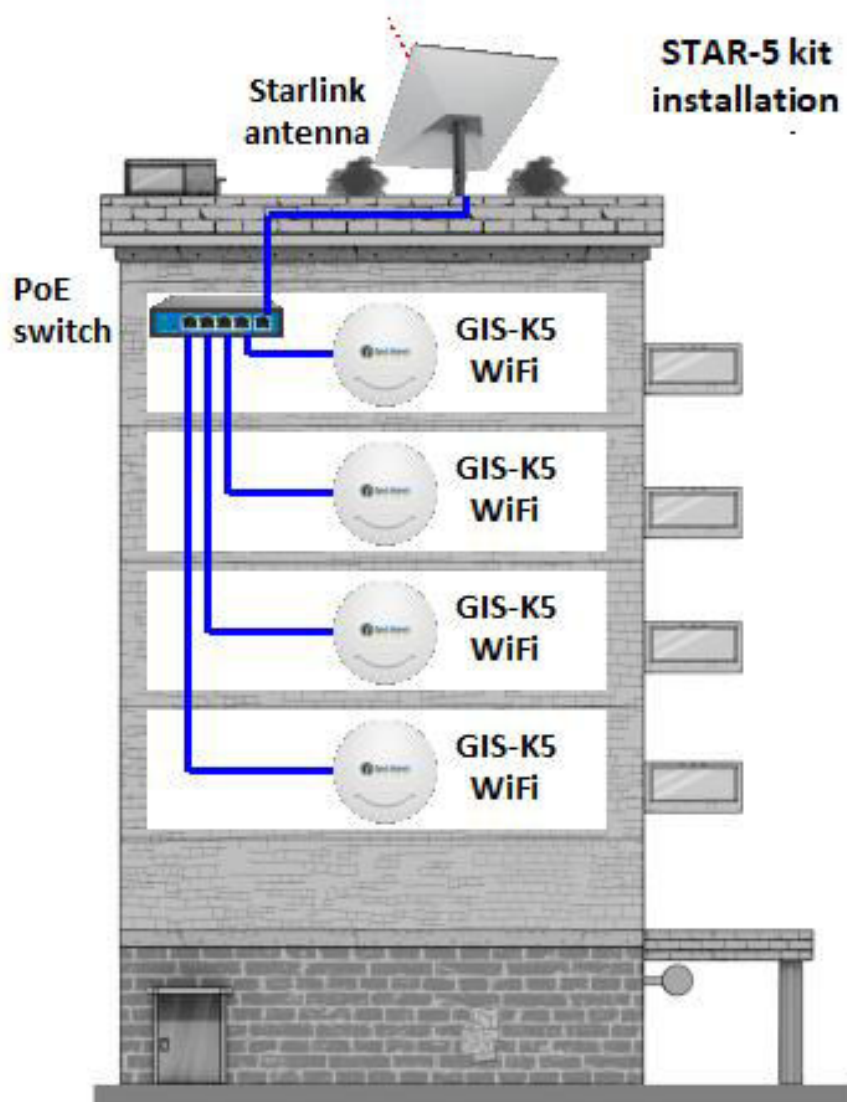 STAR-5 kit
installation
Starlink
antenna
PoE
switch
GIS-K5
WiFi
GIS-K5
WiFi
GIS-K5
WiFi
GIS-K5
WiFi